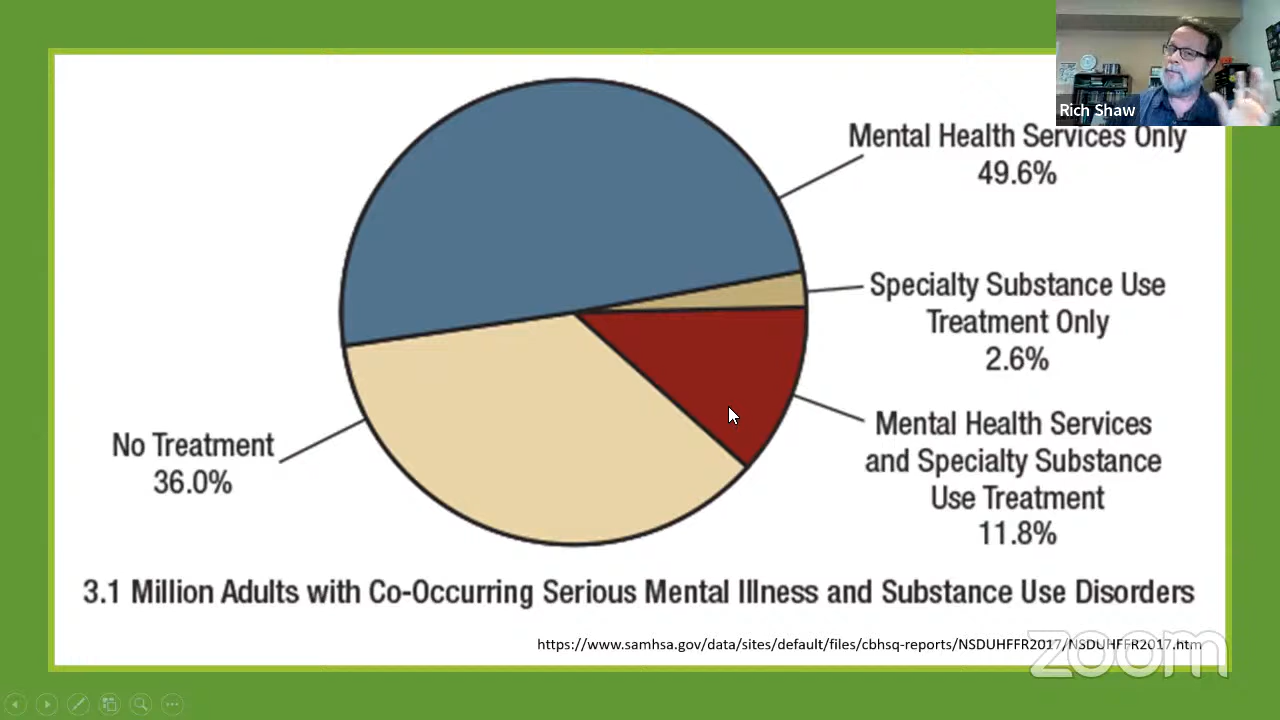 Rich Shaw
Mental Health Services Only
49.6%
Specialty Substance Use
Treatment Only
2.6%
Mental Health Services
and Specialty Substance
Use Treatment
11.8%
No Treatment
36.0%
3.1 Million Adults with Co-Occurring Serious Mental Illness and Substance Use Disorders
https://www.samhsa.gov/data/sites/default/files/cbhsq-reports/NSDUHFFR2017/NSDUHFFR2017.htm
zoom